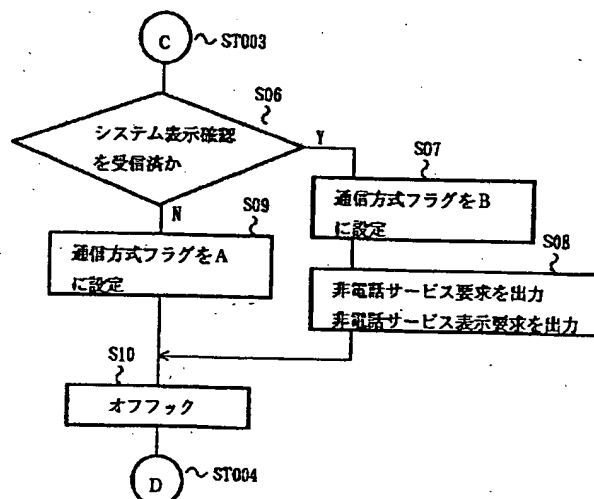 C
ST003
S06
システム表示確認
を受信済か
Y
N
S07
通信方式フラグをB
に設定
S09
通信方式フラグをA
に設定
S08
非電話サービス要求を出力
非電話サービス表示要求を出力
S10
オフフック
D
ST004